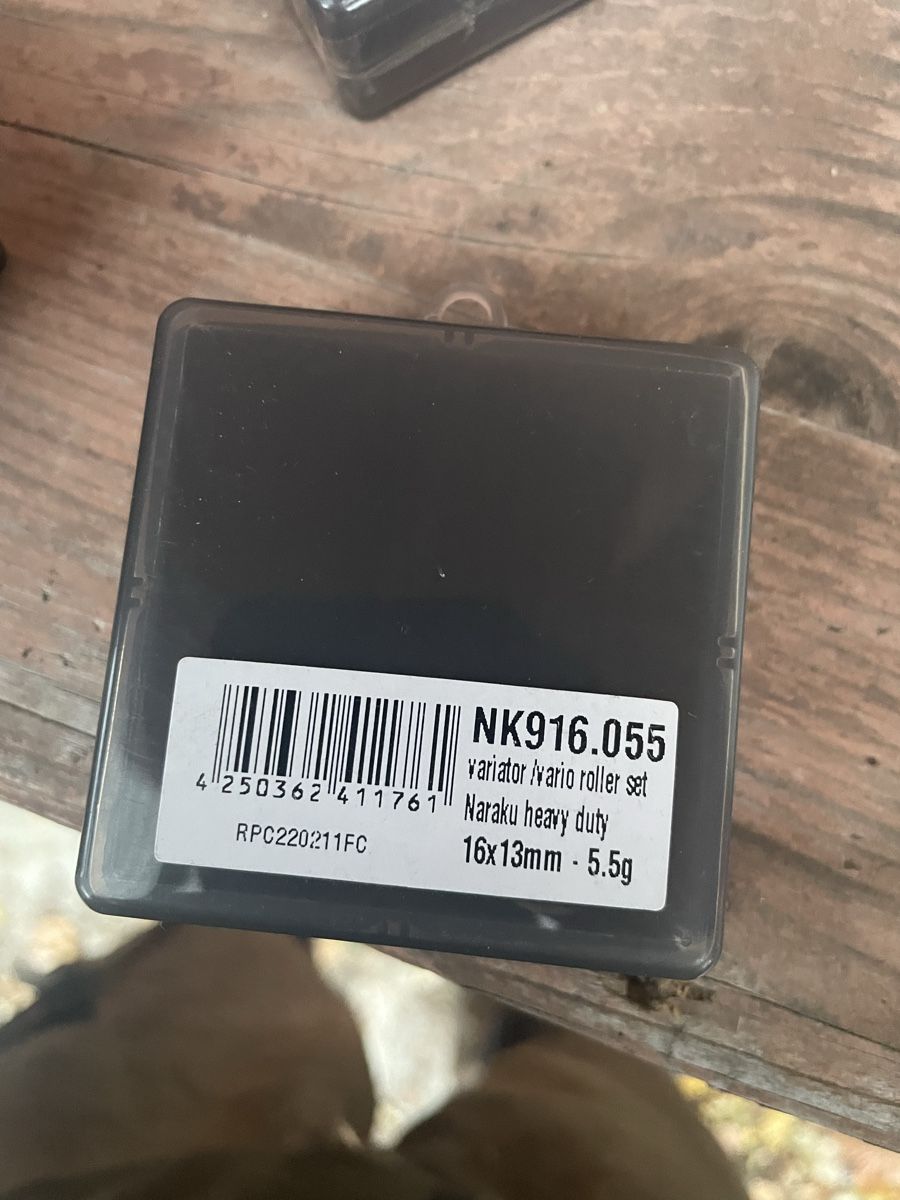 NK916.055
variator /vario roller set
Naraku heavy duty
16x13mm - 5.5g
4 250362 411761
RPC220211FC